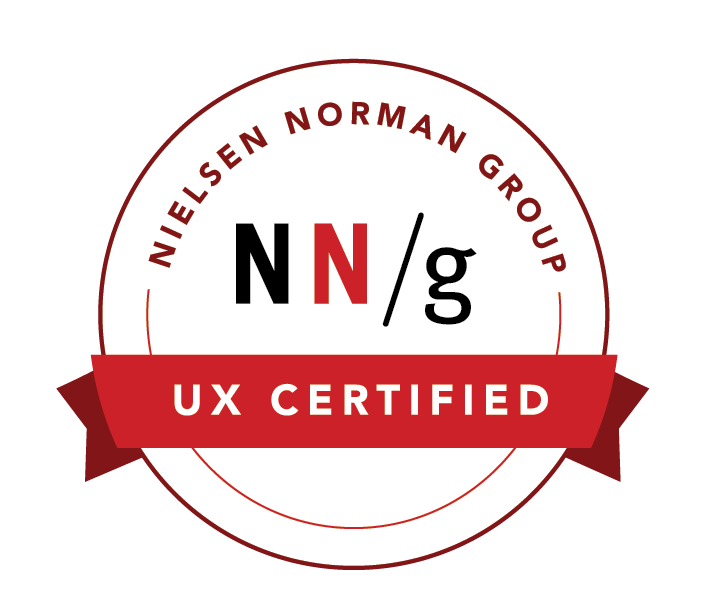 NIELSEN NORMAN GROUP
NN/g
UX CERTIFIED